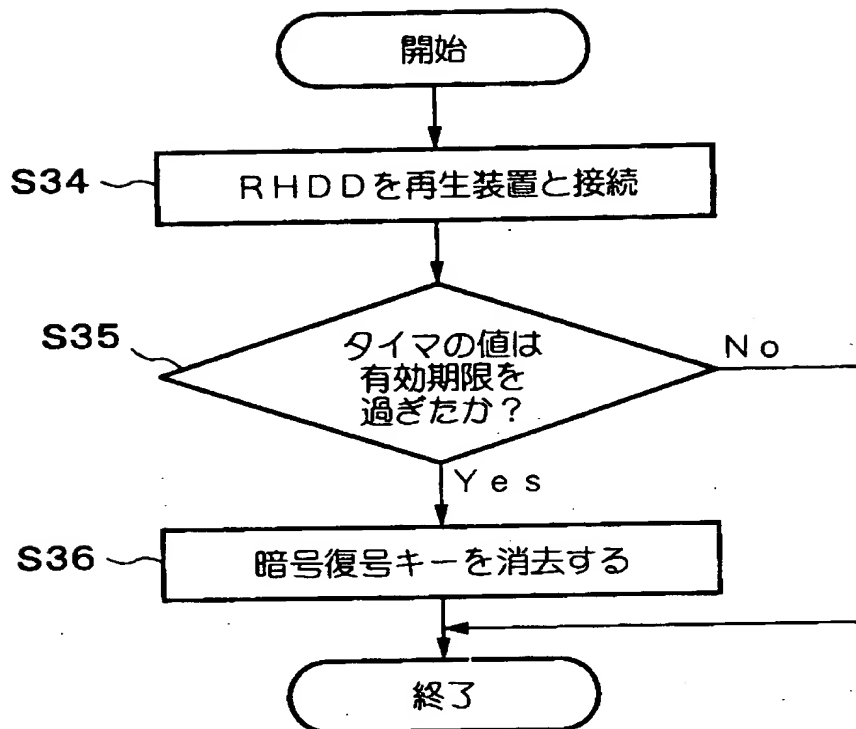 開始
S34
RHDDを再生装置と接続
S35
タイマの値は
有効期限を
過ぎたか？
No
Yes
S36
暗号復号キーを消去する
終了